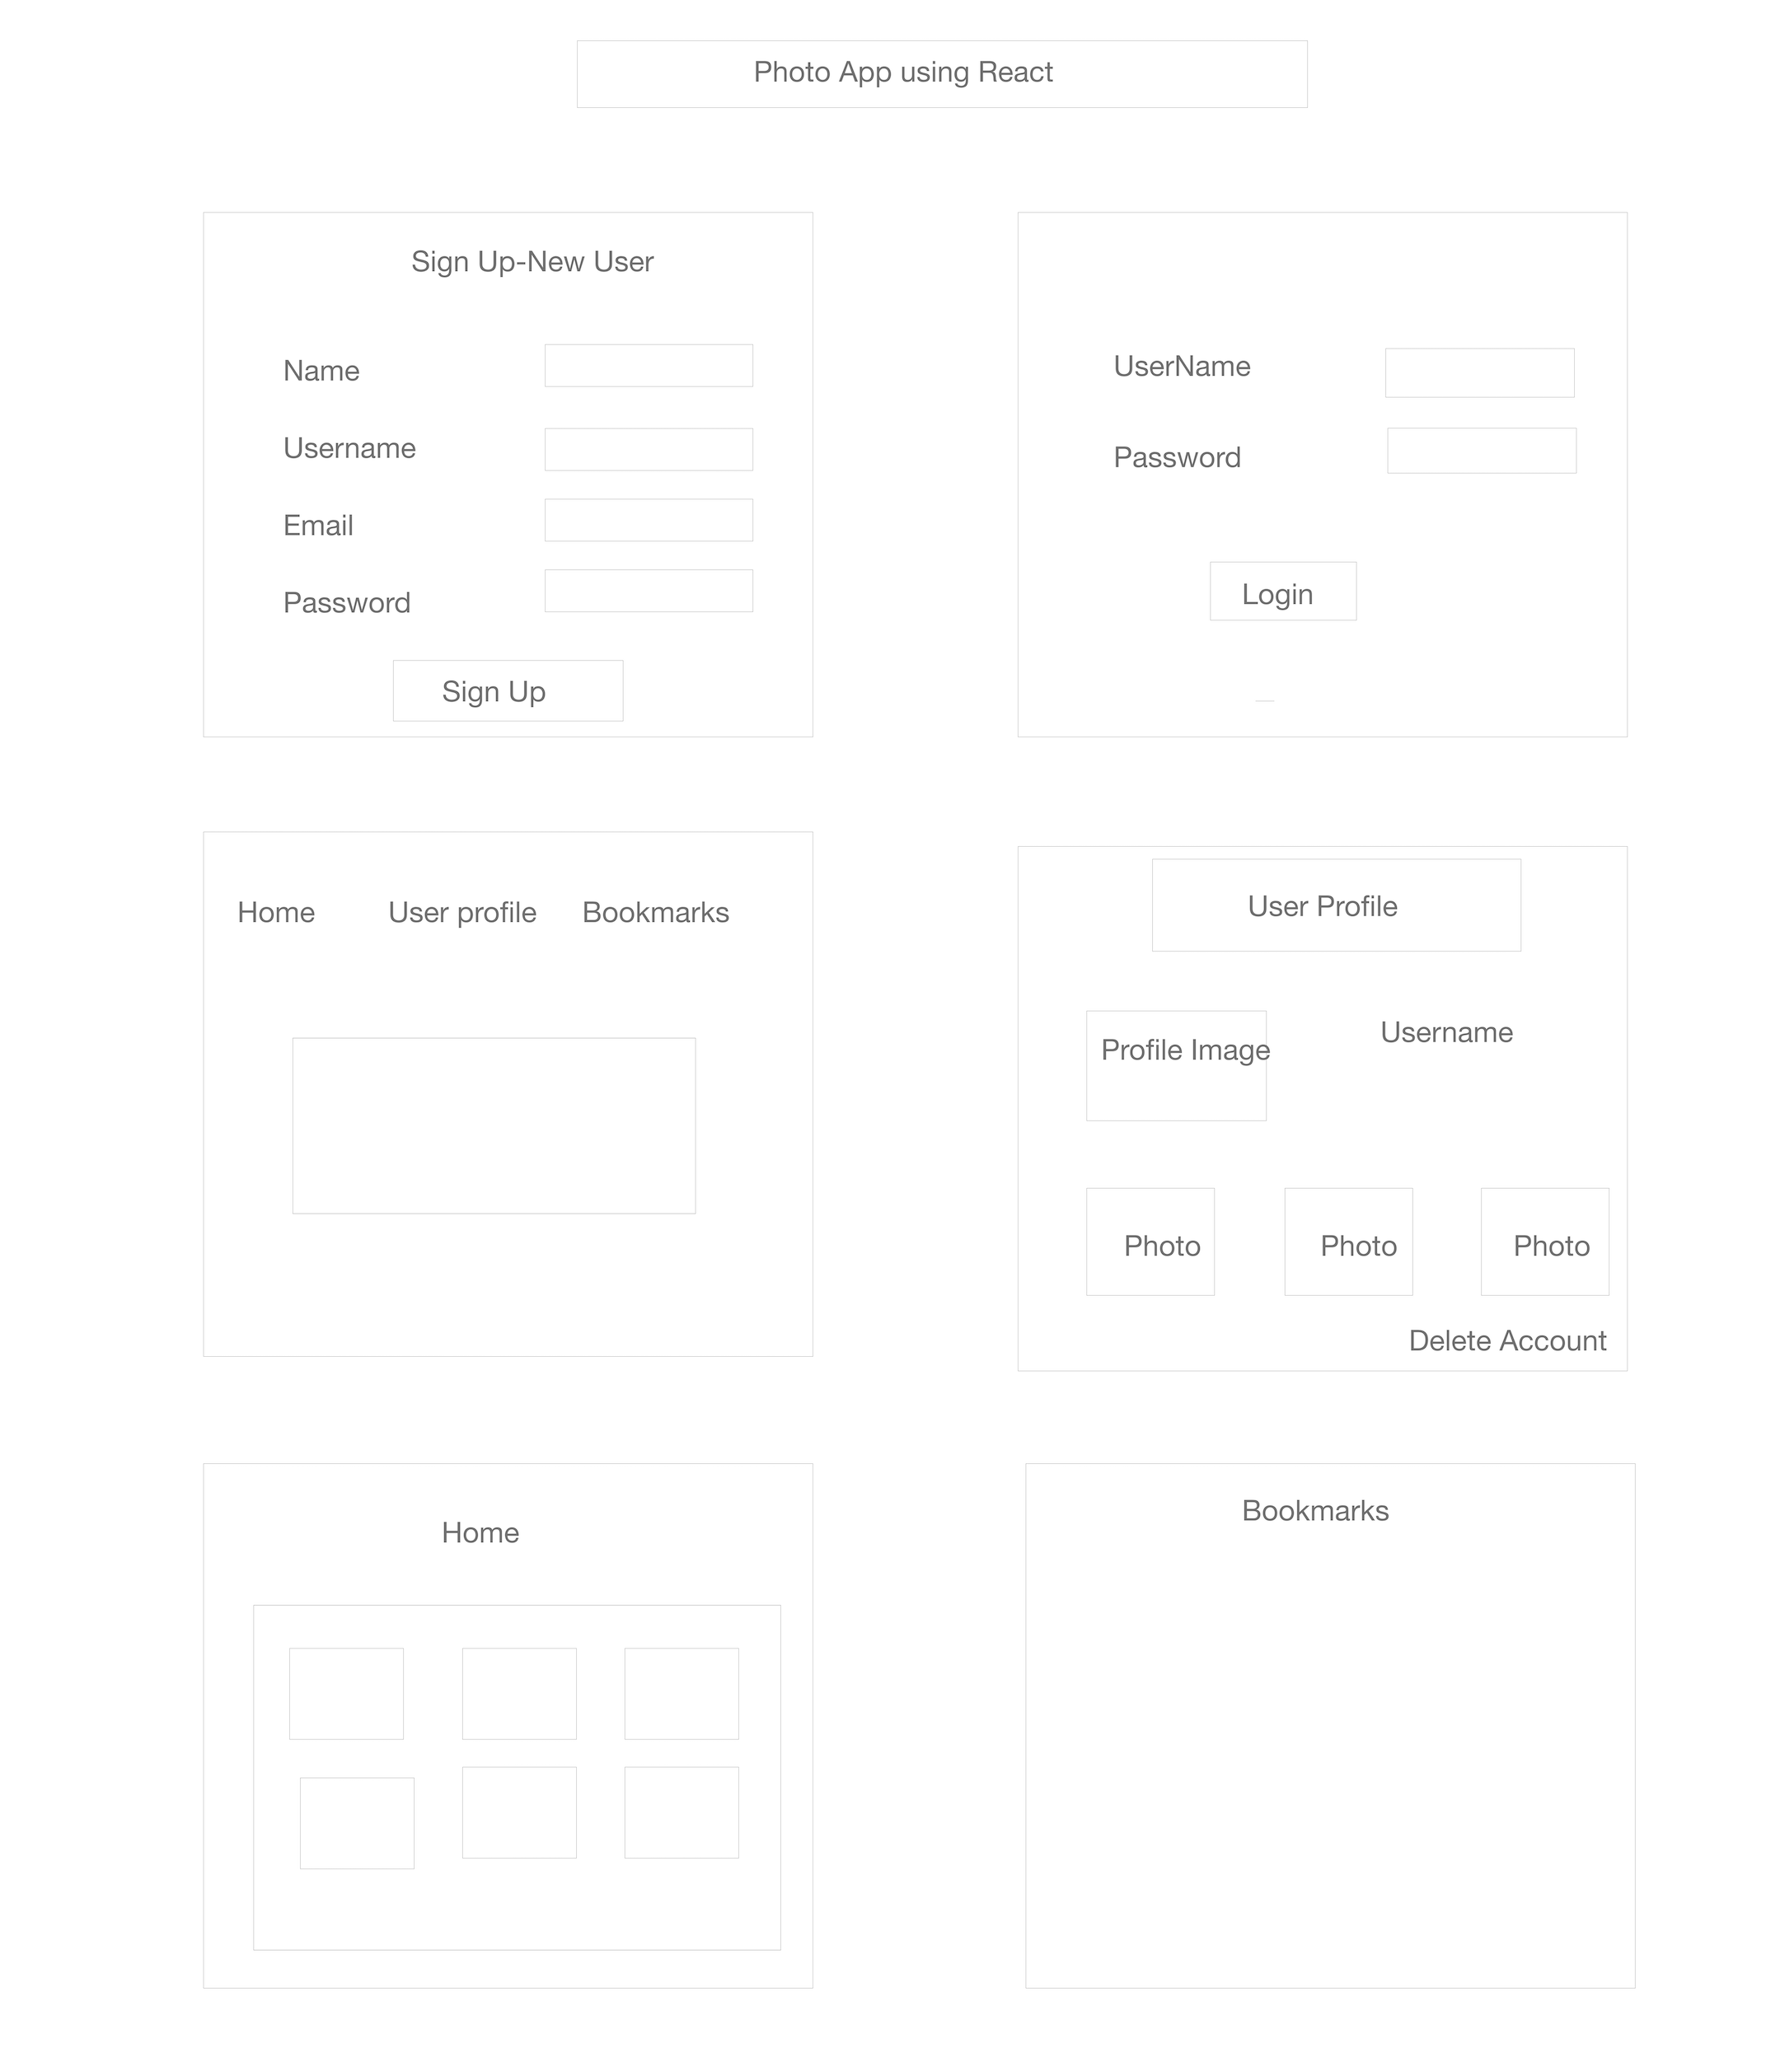 Photo App using React
Sign Up-New User
Name
Username
Email
Password
Sign Up
UserName
Password
Login
Home User profile Bookmarks
User Profile
Profile Image
Username
Photo Photo Photo
Delete Account
Home
Bookmarks